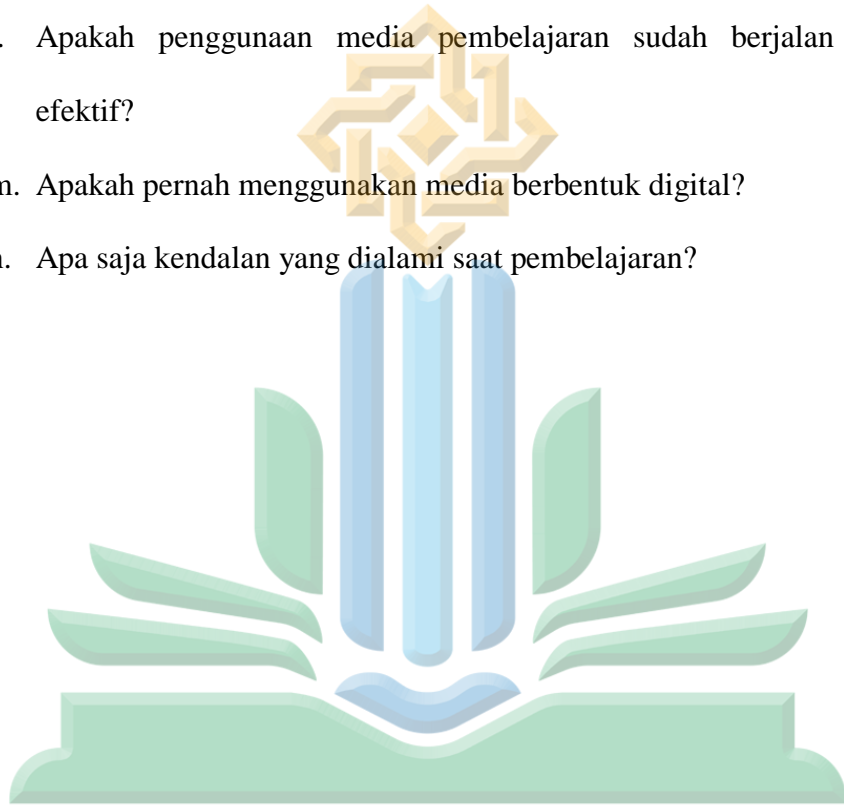 . Apakah penggunaan media pembelajaran sudah berjalan
efektif?
m. Apakah pernah menggunakan media berbentuk digital?
n. Apa saja kendalan yang dialami saat pembelajaran?